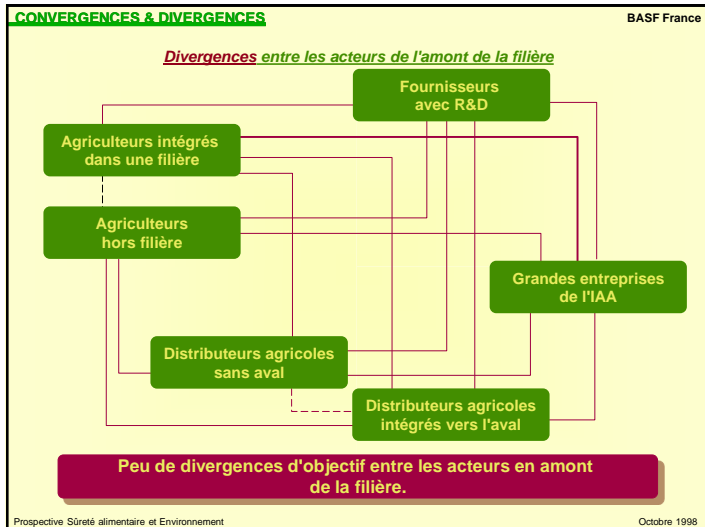 CONVERGENCES & DIVERGENCES
BASF France
Divergences entre les acteurs de l'amont de la filière
Fournisseurs
avec R&D
Agriculteurs intégrés
dans une filière
Agriculteurs
hors filière
Grandes entreprises
de l'IAA
Distributeurs agricoles
sans aval
Distributeurs agricoles
intégrés vers l'aval
Peu de divergences d'objectif entre les acteurs en amont
de la filière.
Prospective Sûreté alimentaire et Environnement
Octobre 1998